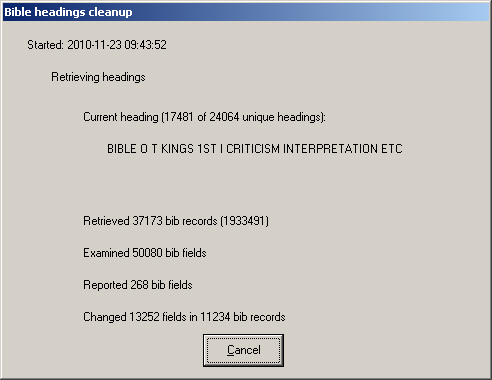 Bible headings cleanup
Started: 2010-11-23 09:43:52
Retrieving headings
Current heading (17481 of 24064 unique headings):
BIBLE O T KINGS 1ST I CRITICISM INTERPRETATION ETC
Retrieved 37173 bib records (1933491)
Examined 50080 bib fields
Reported 268 bib fields
Changed 13252 fields in 11234 bib records
Cancel